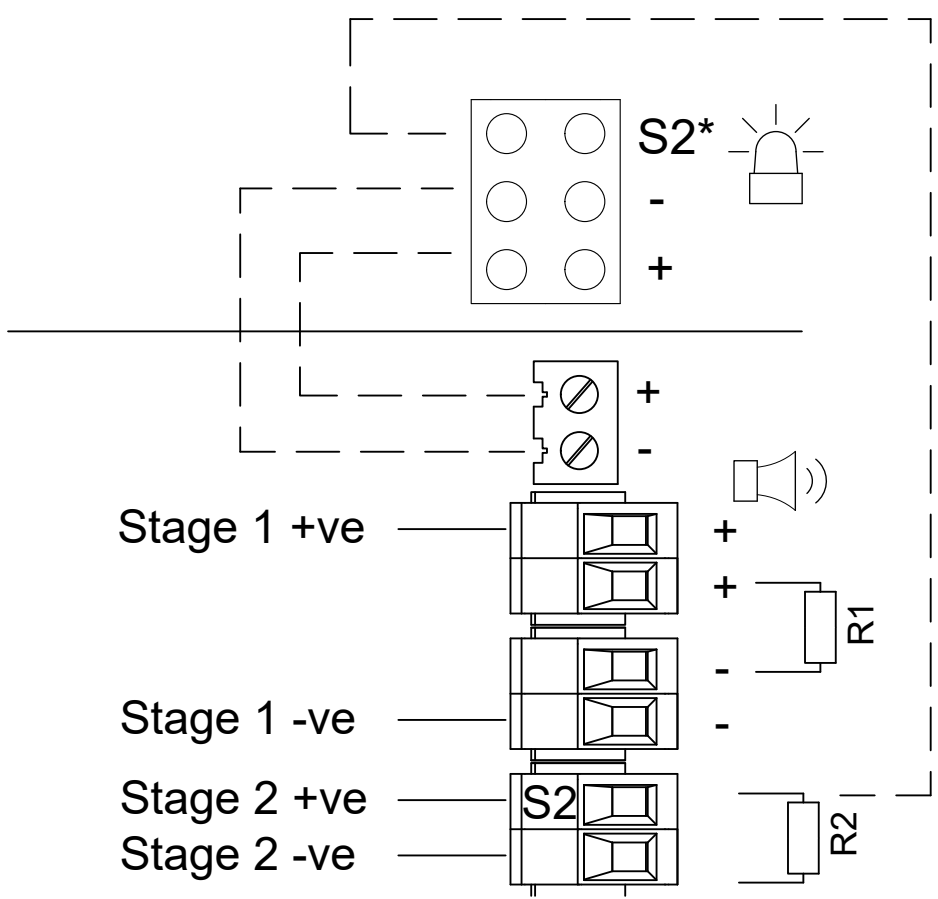 S2*
-
+
+
-
Stage 1 +ve
+
+
R1
-
Stage 1 -ve
-
Stage 2 +ve
S2
R2
Stage 2 -ve